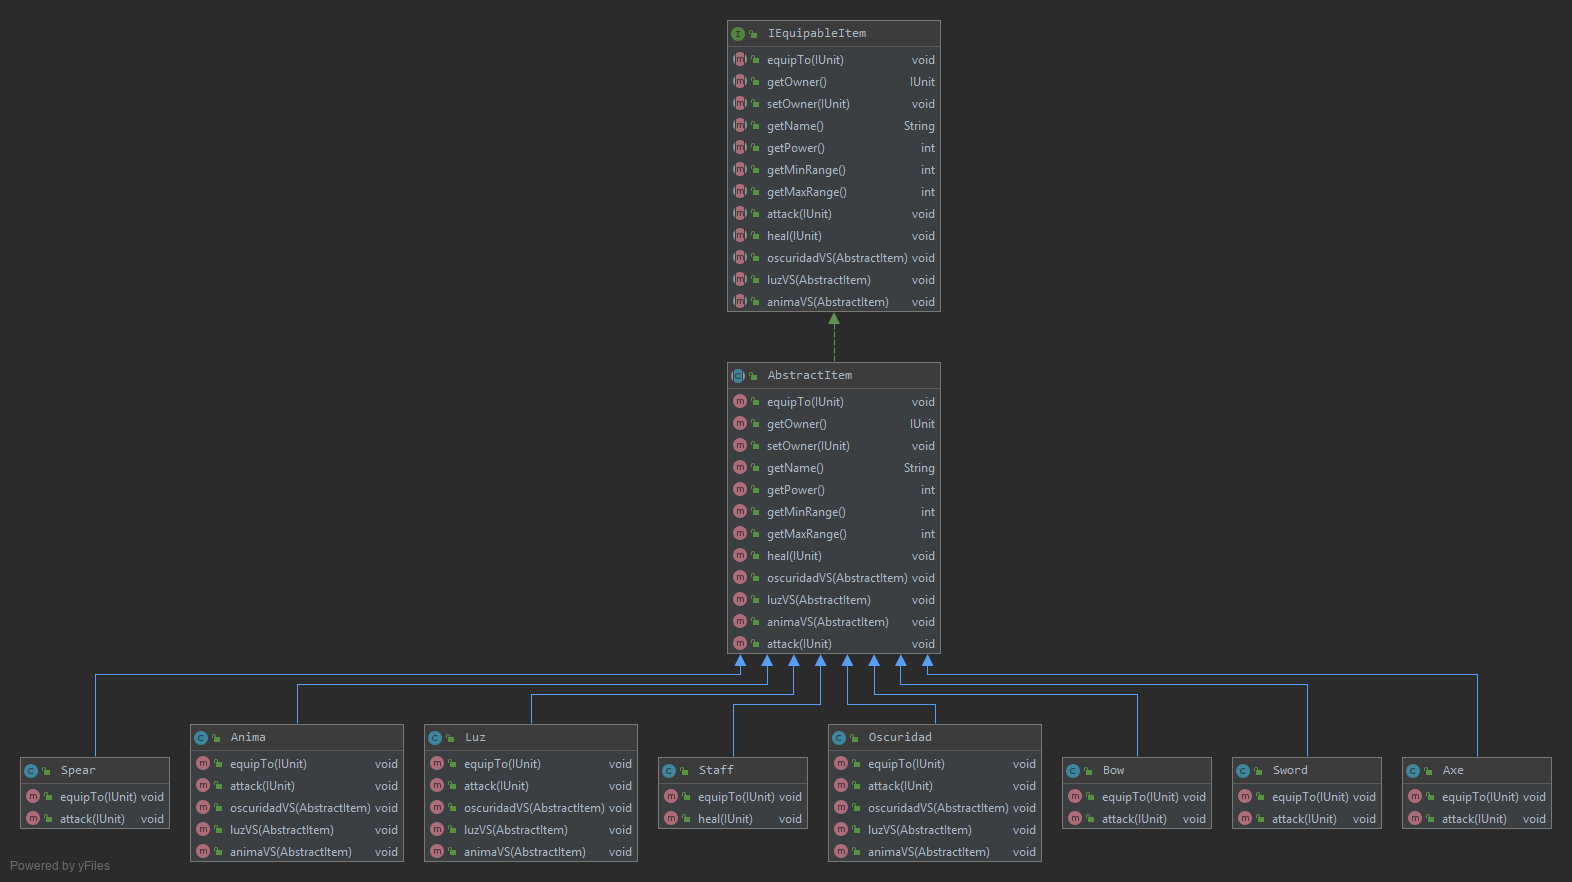 IEquipableItem
equipTo(IUnit) void
getOwner() IUnit
setOwner(IUnit) void
getName() String
getPower() int
getMinRange() int
getMaxRange() int
attack(IUnit) void
heal(IUnit) void
oscuridadVS(AbstractItem) void
luzVS(AbstractItem) void
animaVS(AbstractItem) void
AbstractItem
equipTo(IUnit) void
getOwner() IUnit
setOwner(IUnit) void
getName() String
getPower() int
getMinRange() int
getMaxRange() int
heal(IUnit) void
oscuridadVS(AbstractItem) void
luzVS(AbstractItem) void
animaVS(AbstractItem) void
attack(IUnit) void
Spear
equipTo(IUnit) void
attack(IUnit) void
Anima
equipTo(IUnit) void
attack(IUnit) void
oscuridadVS(AbstractItem) void
luzVS(AbstractItem) void
animaVS(AbstractItem) void
Luz
equipTo(IUnit) void
attack(IUnit) void
oscuridadVS(AbstractItem) void
luzVS(AbstractItem) void
animaVS(AbstractItem) void
Staff
equipTo(IUnit) void
heal(IUnit) void
Oscuridad
equipTo(IUnit) void
attack(IUnit) void
oscuridadVS(AbstractItem) void
luzVS(AbstractItem) void
animaVS(AbstractItem) void
Bow
equipTo(IUnit) void
attack(IUnit) void
Sword
equipTo(IUnit) void
attack(IUnit) void
Axe
equipTo(IUnit) void
attack(IUnit) void
Powered by yFiles